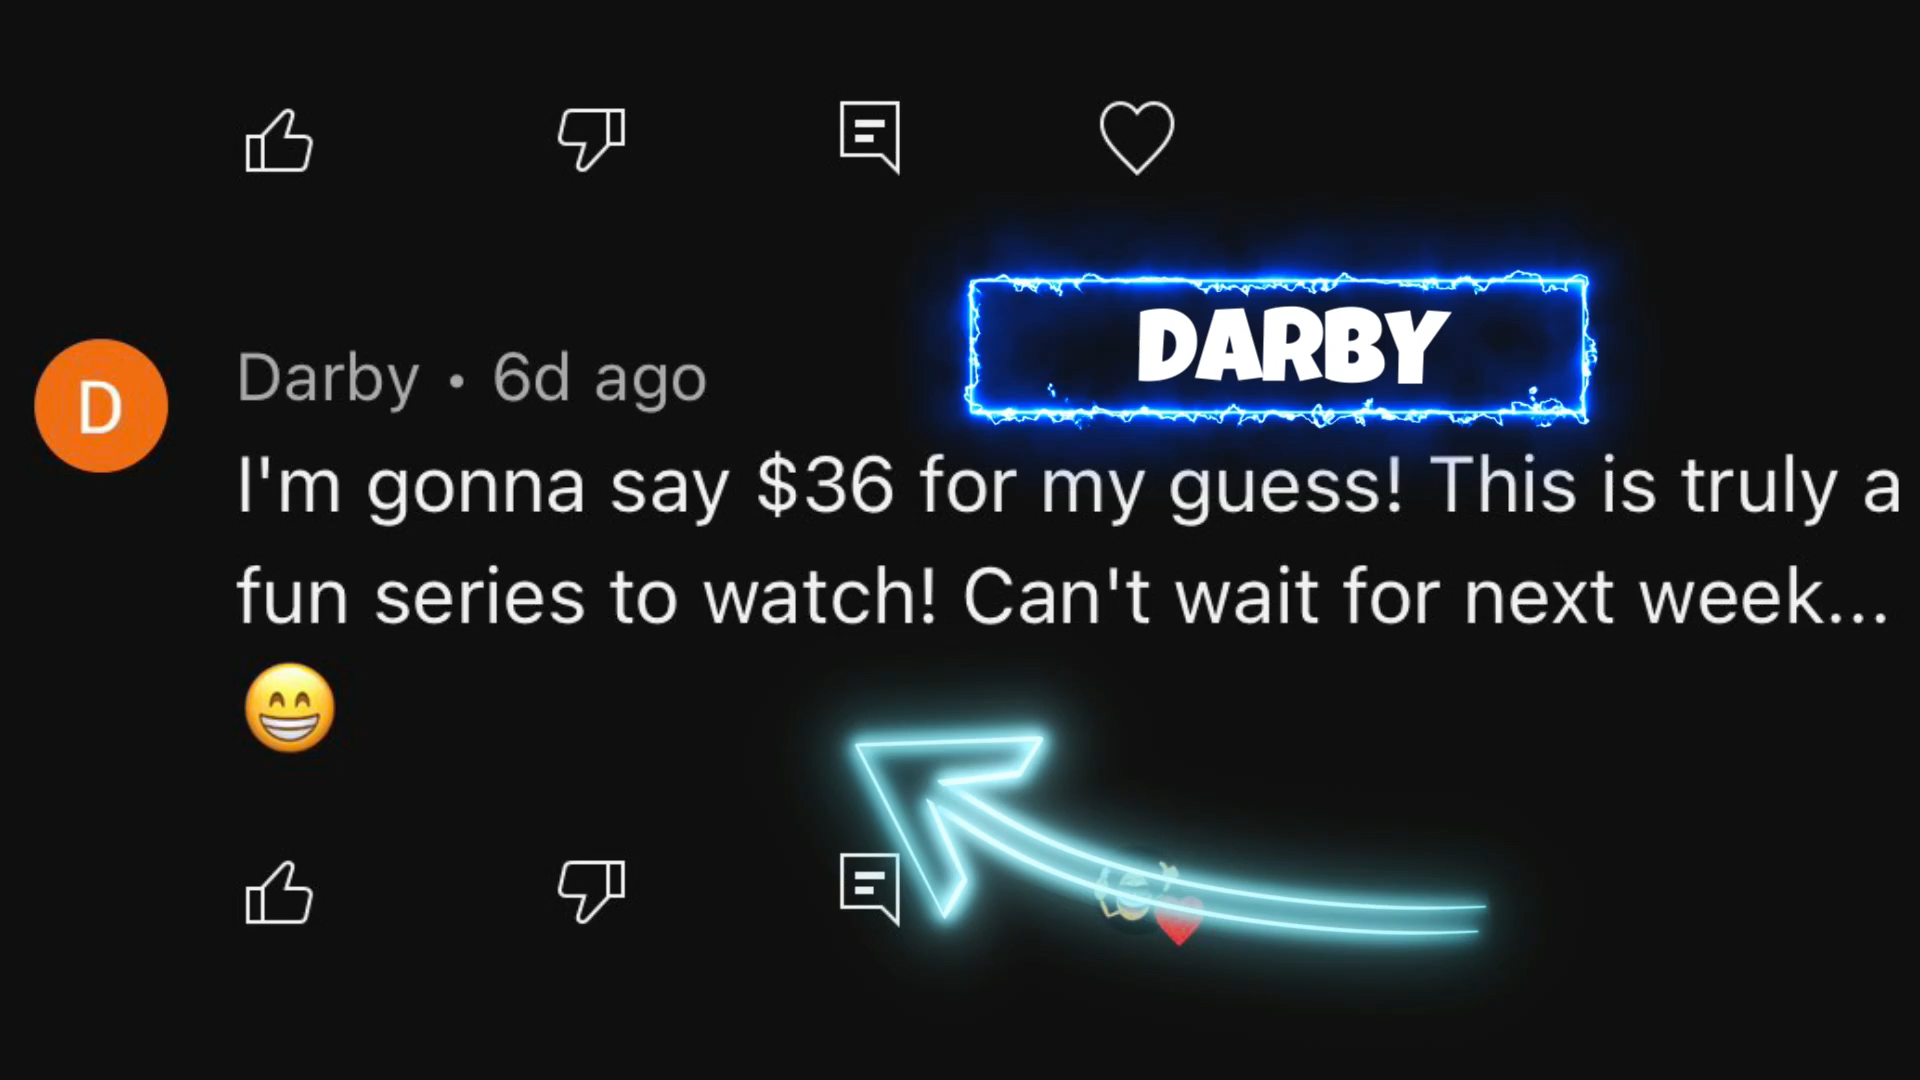 DARBY
D
Darby • 6d ago
I'm gonna say $36 for my guess! This is truly a
fun series to watch! Can't wait for next week...
😁